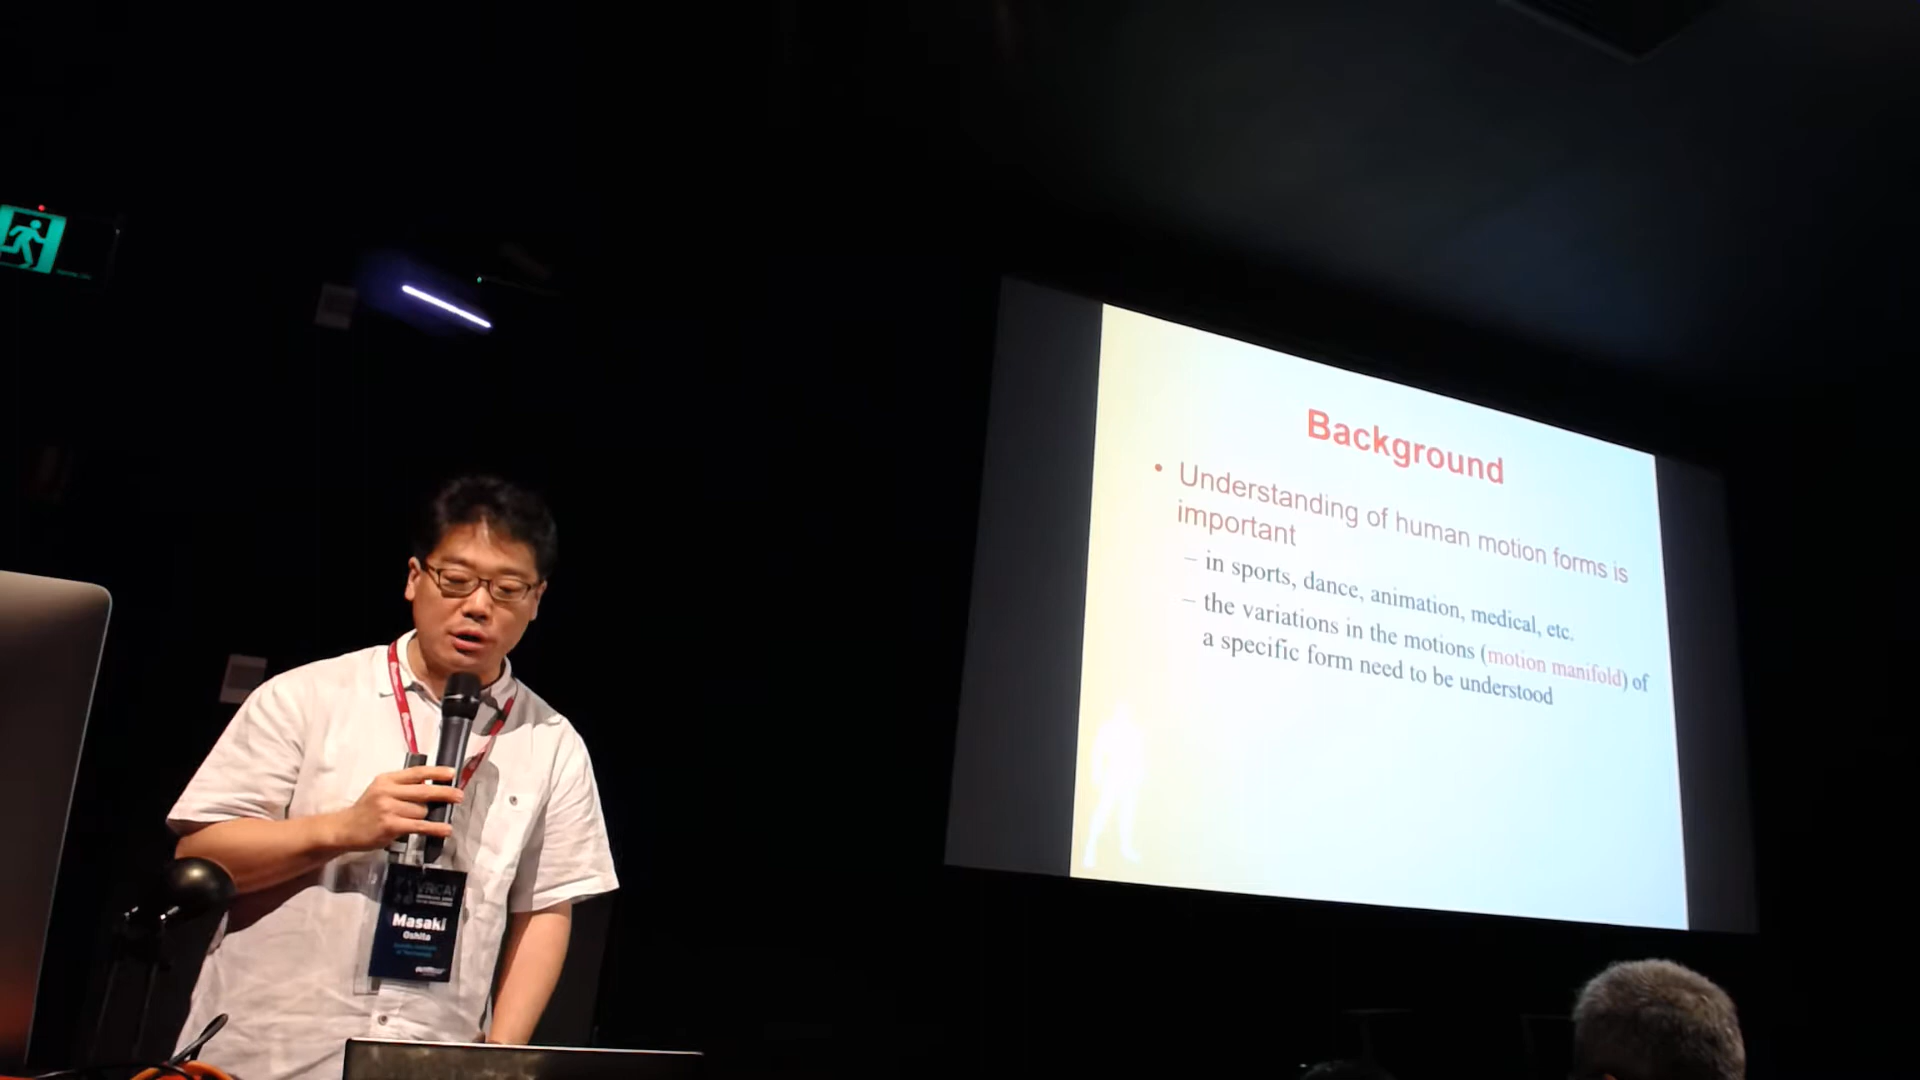 Background
• Understanding of human motion forms is
important
– in sports, dance, animation, medical, etc.
– the variations in the motions (motion manifold) of
a specific form need to be understood
VRCAI
Masaki
Oshita